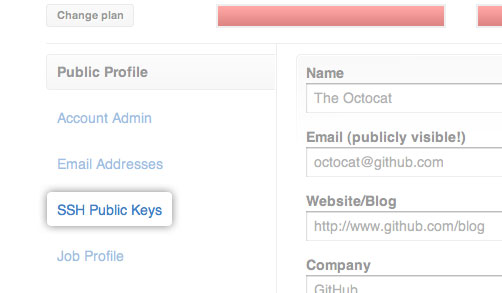 Change plan
Public Profile
Account Admin
Email Addresses
SSH Public Keys
Job Profile
Name
The Octocat
Email (publicly visible!)
octocat@github.com
Website/Blog
http://www.github.com/blog
Company
GitHub